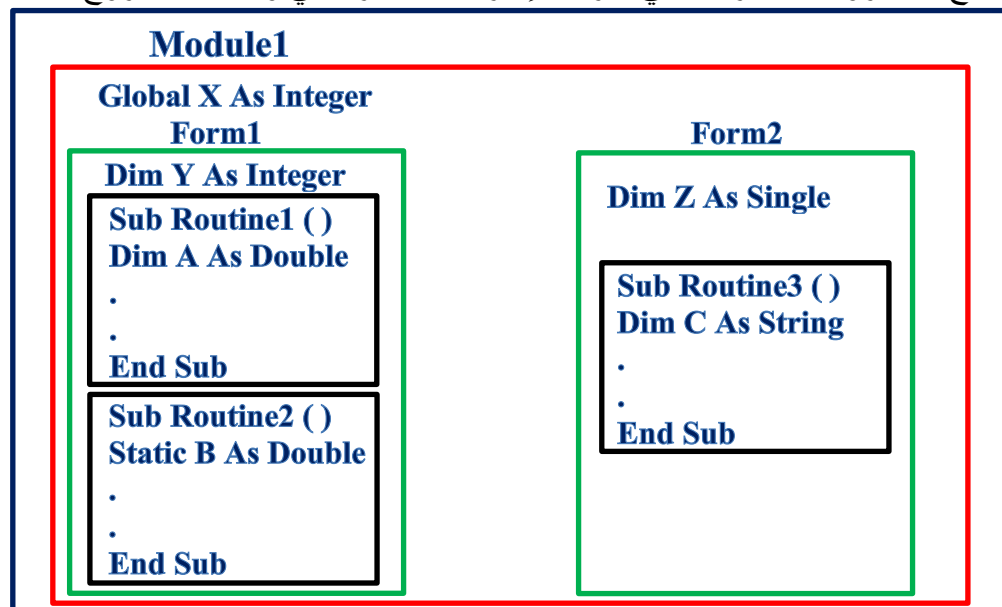 Module1
Global X As Integer
Form1
Dim Y As Integer
Sub Routine1 ( )
Dim A As Double
.
.
End Sub
Sub Routine2 ( )
Static B As Double
.
.
End Sub
Form2
Dim Z As Single
Sub Routine3 ( )
Dim C As String
.
.
End Sub